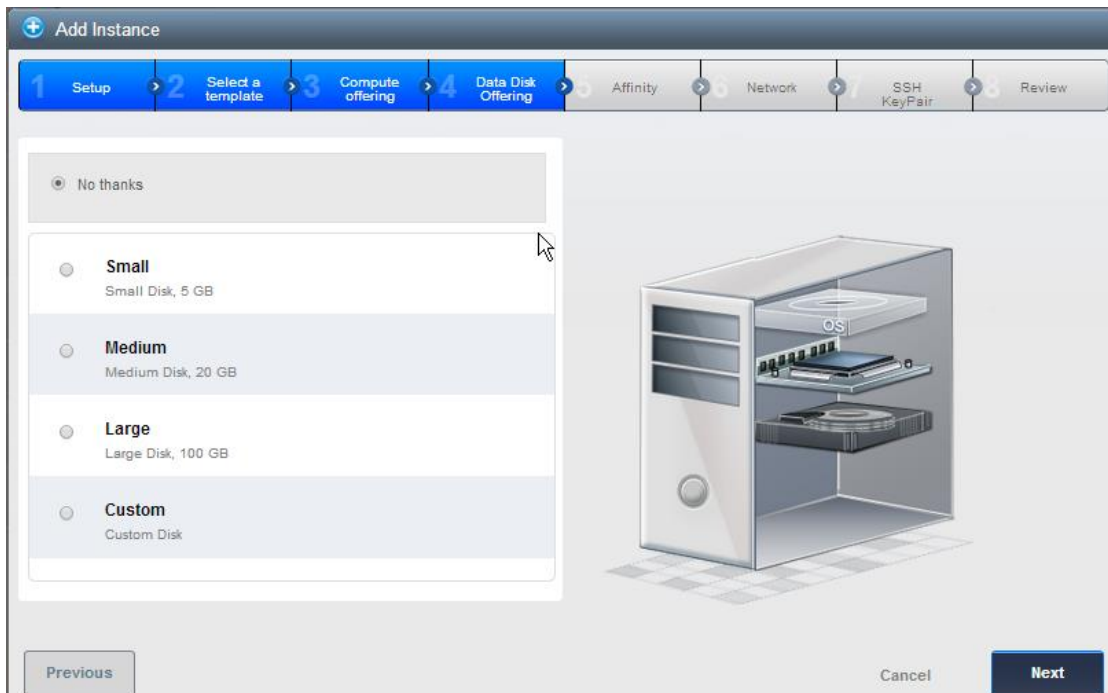 Add Instance
1 Setup
2 Select a
template
3 Compute
offering
4 Data Disk
Offering
5 Affinity
6 Network
7 SSH
KeyPair
8 Review
No thanks
Small
Small Disk, 5 GB
Medium
Medium Disk, 20 GB
Large
Large Disk, 100 GB
Custom
Custom Disk
OS
Previous
Cancel
Next